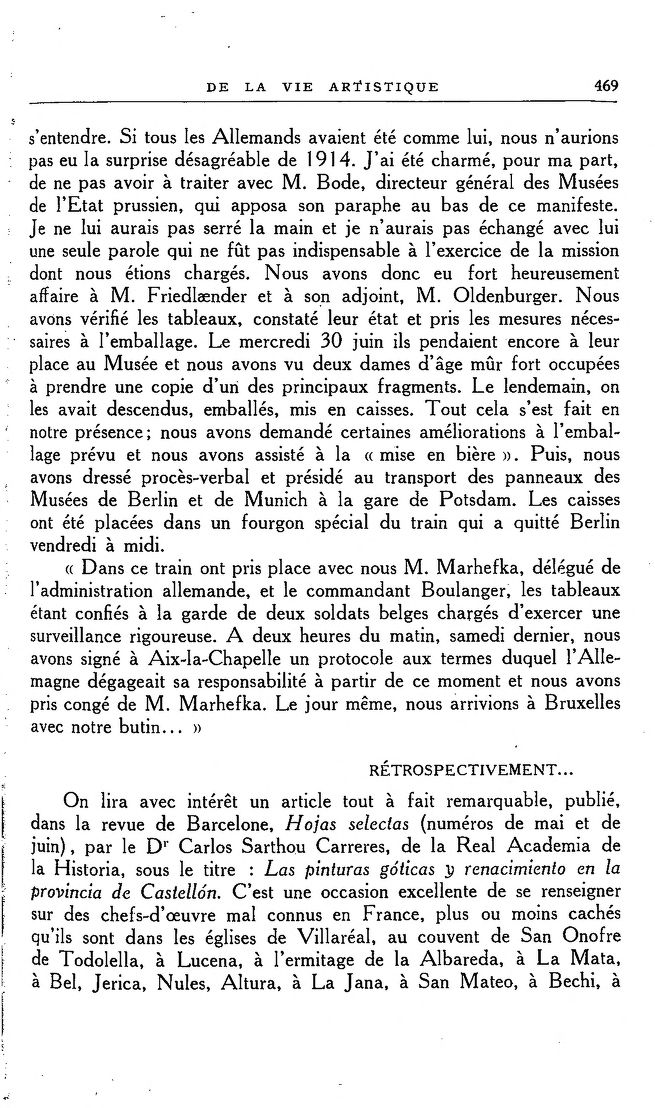 DE LA VIE ARTISTIQUE 469
s'entendre. Si tous les Allemands avaient été comme lui, nous n'aurions
pas eu la surprise désagréable de 1914. J'ai été charmé, pour ma part,
de ne pas avoir à traiter avec M. Bode, directeur général des Musées
de l'Etat prussien, qui apposa son paraphe au bas de ce manifeste.
Je ne lui aurais pas serré la main et je n'aurais pas échangé avec lui
une seule parole qui ne fût pas indispensable à l'exercice de la mission
dont nous étions chargés. Nous avons donc eu fort heureusement
affaire à M. Friedlænder et à son adjoint, M. Oldenburger. Nous
avons vérifié les tableaux, constaté leur état et pris les mesures néces-
saires à l'emballage. Le mercredi 30 juin ils pendaient encore à leur
place au Musée et nous avons vu deux dames d'âge mûr fort occupées
à prendre une copie d'un des principaux fragments. Le lendemain, on
les avait descendus, emballés, mis en caisses. Tout cela s'est fait en
notre présence; nous avons demandé certaines améliorations à l'embal-
lage prévu et nous avons assisté à la « mise en bière ». Puis, nous
avons dressé procès-verbal et présidé au transport des panneaux des
Musées de Berlin et de Munich à la gare de Potsdam. Les caisses
ont été placées dans un fourgon spécial du train qui a quitté Berlin
vendredi à midi.
« Dans ce train ont pris place avec nous M. Marhefka, délégué de
l'administration allemande, et le commandant Boulanger, les tableaux
étant confiés à la garde de deux soldats belges chargés d'exercer une
surveillance rigoureuse. A deux heures du matin, samedi dernier, nous
avons signé à Aix-la-Chapelle un protocole aux termes duquel l'Alle-
magne dégageait sa responsabilité à partir de ce moment et nous avons
pris congé de M. Marhefka. Le jour même, nous arrivions à Bruxelles
avec notre butin... »
RÉTROSPECTIVEMENT...
On lira avec intérêt un article tout à fait remarquable, publié,
dans la revue de Barcelone, Hojas selectas (numéros de mai et de
juin), par le Dr Carlos Sarthou Carreres, de la Real Academia de
la Historia, sous le titre : Las pinturas góticas y renacimiento en la
provincia de Castellón. C'est une occasion excellente de se renseigner
sur des chefs-d'œuvre mal connus en France, plus ou moins cachés
qu'ils sont dans les églises de Villaréal, au couvent de San Onofre
de Todolella, à Lucena, à l'ermitage de la Albareda, à La Mata,
à Bel, Jerica, Nules, Altura, à La Jana, à San Mateo, à Bechi, à